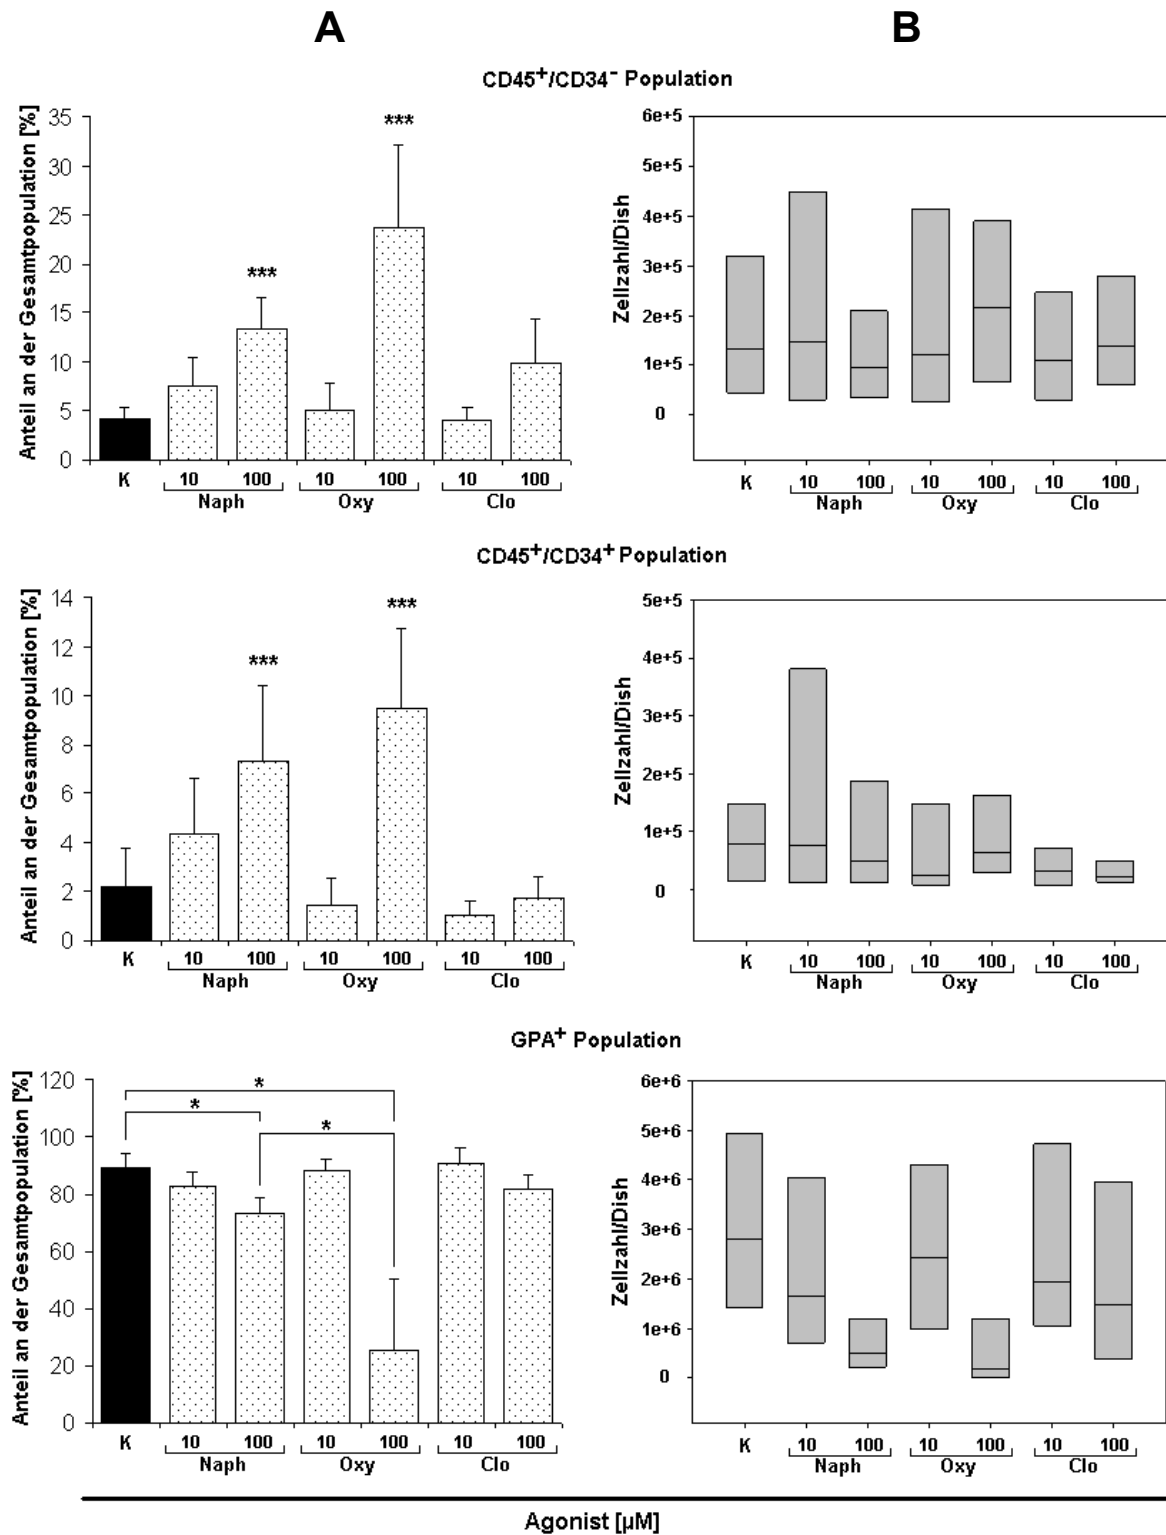 A B
CD45+/CD34- Population
Anteil an der Gesamtpopulation [%]
35
30
25
20
15
10
5
0
***
***
K 10 100 10 100 10 100
Naph Oxy Clo
Zellzahl/Dish
6e+5
5e+5
4e+5
3e+5
2e+5
1e+5
0
K 10 100 10 100 10 100
Naph Oxy Clo
CD45+/CD34+ Population
Anteil an der Gesamtpopulation [%]
14
12
10
8
6
4
2
0
***
***
K 10 100 10 100 10 100
Naph Oxy Clo
Zellzahl/Dish
5e+5
4e+5
3e+5
2e+5
1e+5
0
K 10 100 10 100 10 100
Naph Oxy Clo
GPA+ Population
Anteil an der Gesamtpopulation [%]
120
100
80
60
40
20
0
*
*
*
K 10 100 10 100 10 100
Naph Oxy Clo
Zellzahl/Dish
6e+6
5e+6
4e+6
3e+6
2e+6
1e+6
0
K 10 100 10 100 10 100
Naph Oxy Clo
Agonist [µM]